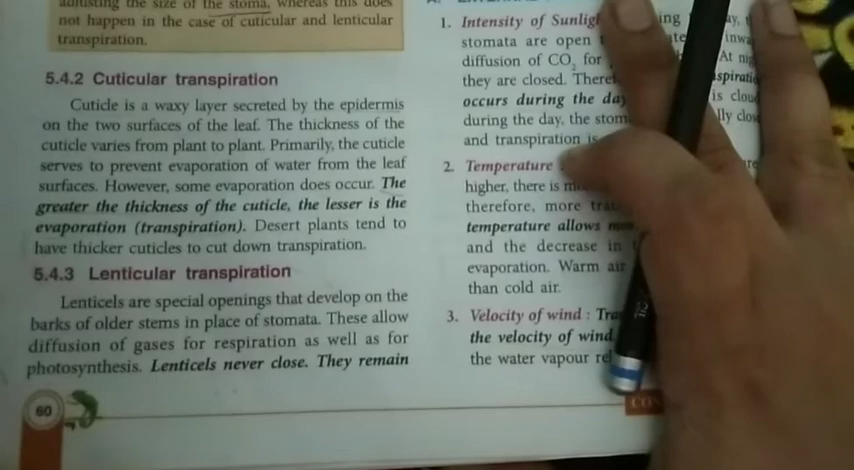 adjusting the size of the stoma, whereas this does
not happen in the case of cuticular and lenticular
transpiration.
5.4.2 Cuticular transpiration
Cuticle is a waxy layer secreted by the epidermis
on the two surfaces of the leaf. The thickness of the
cuticle varies from plant to plant. Primarily, the cuticle
serves to prevent evaporation of water from the leaf
surfaces. However, some evaporation does occur. The
greater the thickness of the cuticle, the lesser is the
evaporation (transpiration). Desert plants tend to
have thicker cuticles to cut down transpiration.
5.4.3 Lenticular transpiration
Lenticels are special openings that develop on the
barks of older stems in place of stomata. These allow
diffusion of gases for respiration as well as for
photosynthesis. Lenticels never close. They remain
60
1. Intensity of
stomata are open
diffusion of CO2 for
they are closed. At
occurs during the day
during the day, the is
and transpiration is
2. Temperature
higher, there is
therefore, more
temperature allows
and the decrease in
evaporation. Warm air
than cold air.
3. Velocity of wind :
the velocity of wind
the water vapour